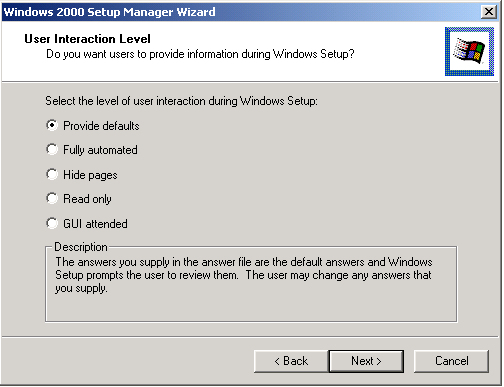 Windows 2000 Setup Manager Wizard
User Interaction Level
Do you want users to provide information during Windows Setup?
Select the level of user interaction during Windows Setup:
Provide defaults
Fully automated
Hide pages
Read only
GUI attended
Description
The answers you supply in the answer file are the default answers and Windows
Setup prompts the user to review them. The user may change any answers that
you supply.
< Back
Next >
Cancel